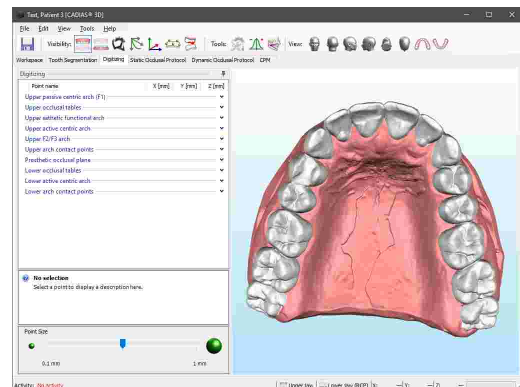 Test, Patient 3 [CADIAS® 3D]
File Edit View Tools Help
Visibility: Tools: View:
Workspace Tooth Segmentation Digitizing Static Occlusal Protocol Dynamic Occlusal Protocol CPM
Digitizing
Point name X [mm] Y [mm] Z [mm]
Upper passive centric arch (F1)
Upper occlusal tables
Upper esthetic functional arch
Upper active centric arch
Upper F2/F3 arch
Upper arch contact points
Prosthetic occlusal plane
Lower occlusal tables
Lower active centric arch
Lower arch contact points
No selection
Select a point to display a description here.
Point Size
0.1 mm 1 mm
Activity: No activity Upper Jaw Lower Jaw (RCP) X: — Y: — Z: —